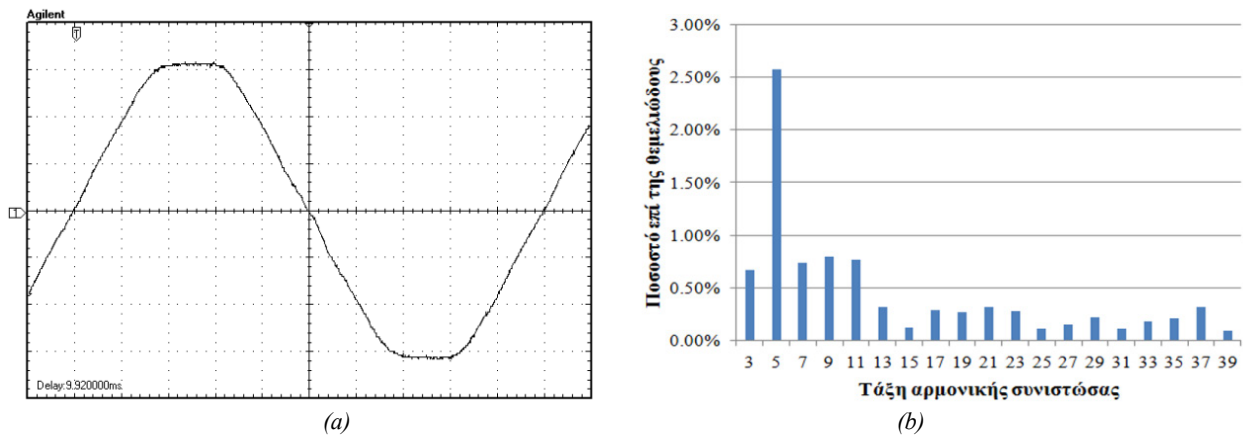 Agilent
T
1
Delay:9.920000ms
(a)
Ποσοστό επί της θεμελιώδους
3.00%
2.50%
2.00%
1.50%
1.00%
0.50%
0.00%
3 5 7 9 11 13 15 17 19 21 23 25 27 29 31 33 35 37 39
Τάξη αρμονικής συνιστώσας
(b)